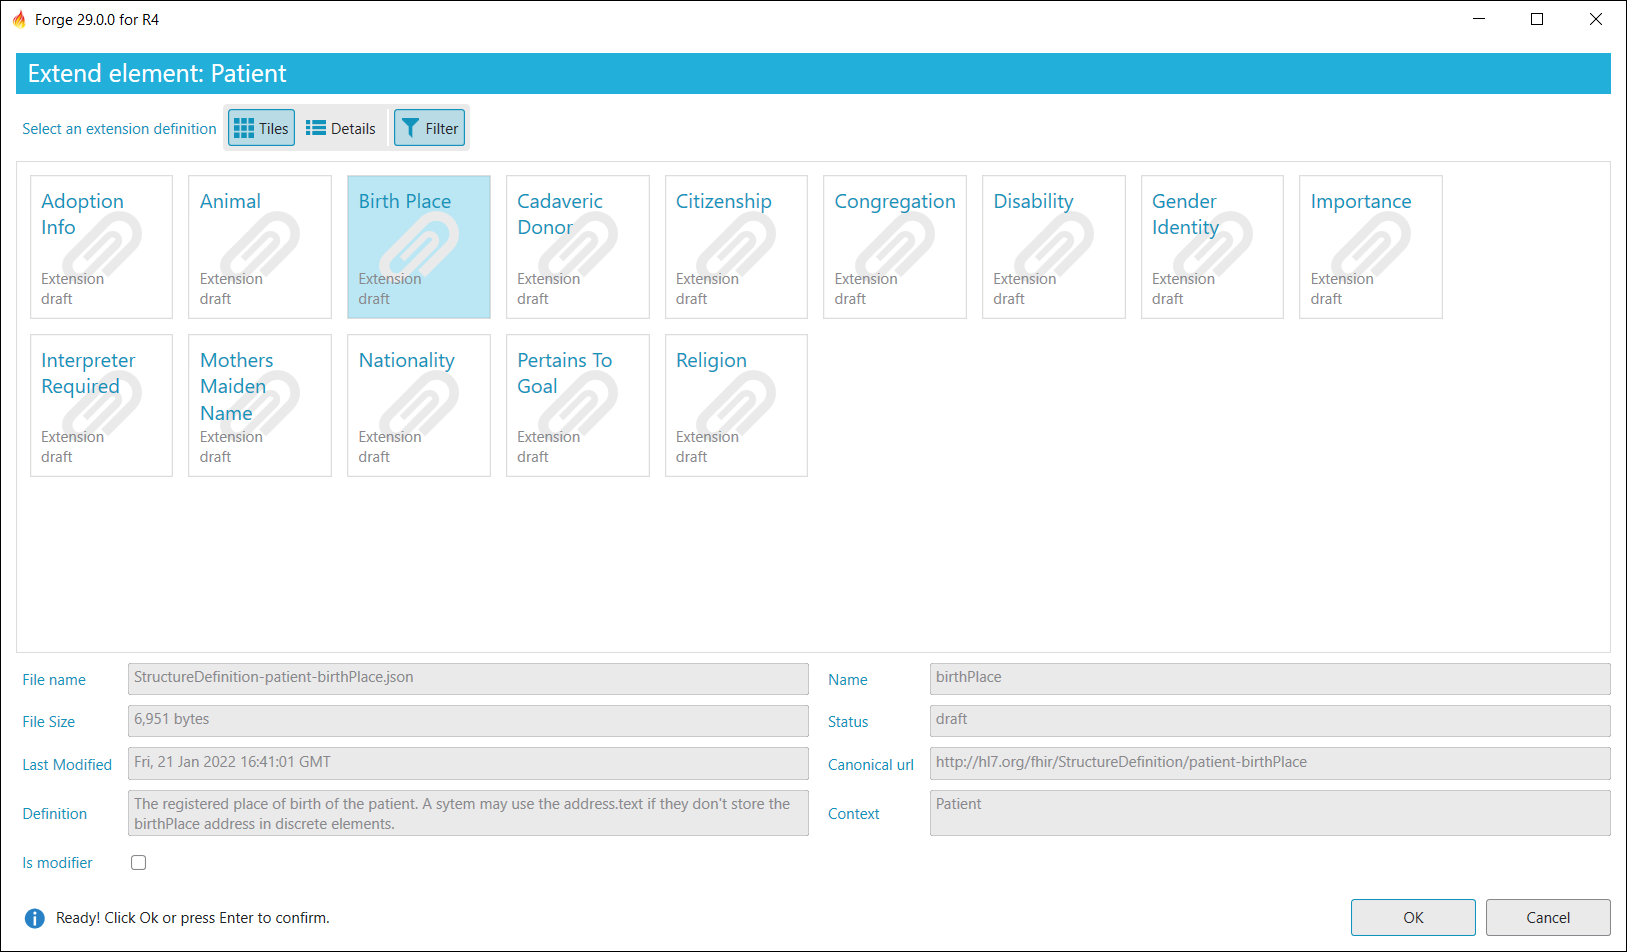 Forge 29.0.0 for R4
Extend element: Patient
Select an extension definition
Tiles
Details
Filter
Adoption
Info
Extension
draft
Animal
Extension
draft
Birth Place
Extension
draft
Cadaveric
Donor
Extension
draft
Citizenship
Extension
draft
Congregation
Extension
draft
Disability
Extension
draft
Gender
Identity
Extension
draft
Importance
Extension
draft
Interpreter
Required
Extension
draft
Mothers
Maiden
Name
Extension
draft
Nationality
Extension
draft
Pertains To
Goal
Extension
draft
Religion
Extension
draft
File name
StructureDefinition-patient-birthPlace.json
Name
birthPlace
File Size
6,951 bytes
Status
draft
Last Modified
Fri, 21 Jan 2022 16:41:01 GMT
Canonical url
http://hl7.org/fhir/StructureDefinition/patient-birthPlace
Definition
The registered place of birth of the patient. A sytem may use the address.text if they don't store the
birthPlace address in discrete elements.
Context
Patient
Is modifier
Ready! Click Ok or press Enter to confirm.
OK
Cancel